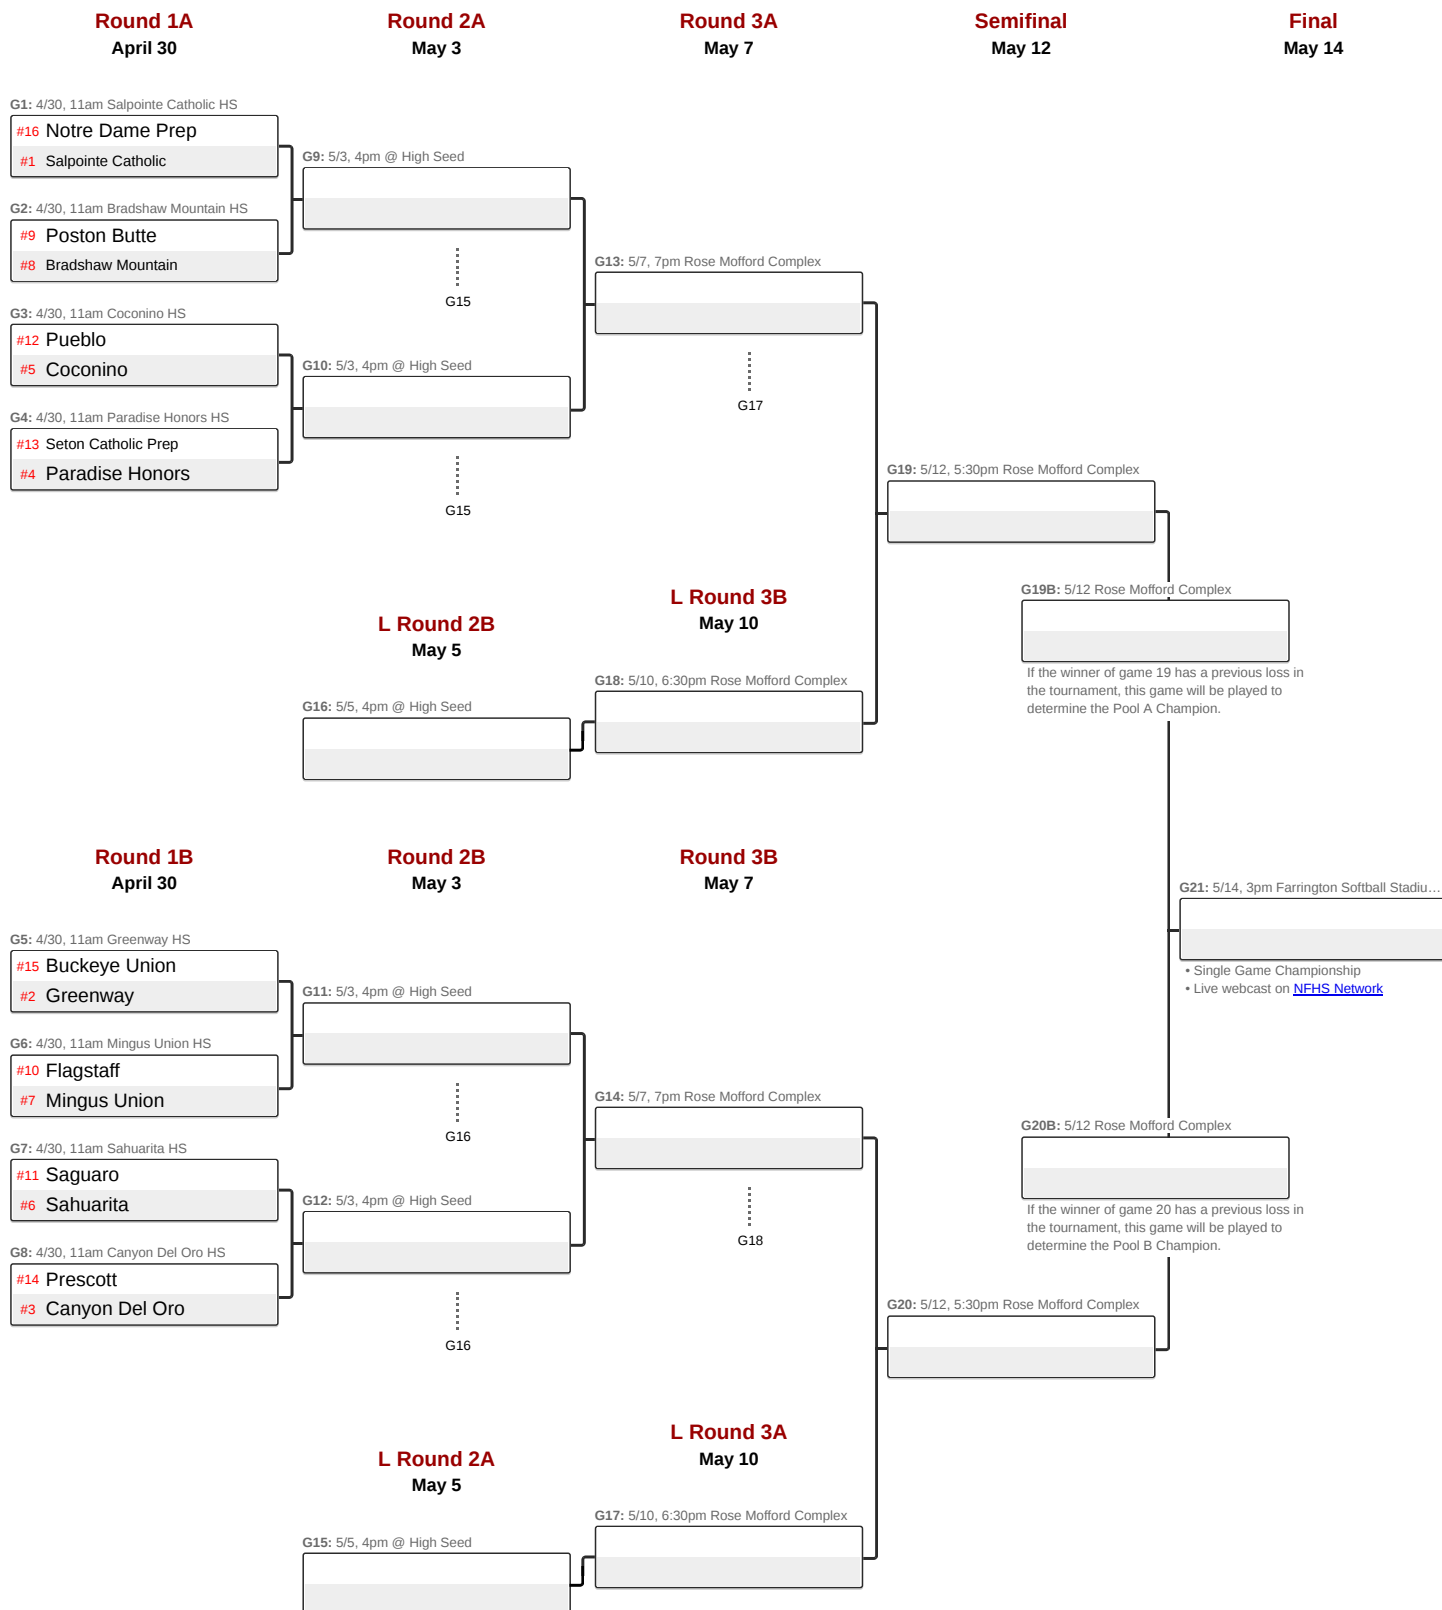 Round 1A
April 30
Round 2A
May 3
Round 3A
May 7
Semifinal
May 12
Final
May 14
G1: 4/30, 11am Salpointe Catholic HS
#16 Notre Dame Prep
#1 Salpointe Catholic
G2: 4/30, 11am Bradshaw Mountain HS
#9 Poston Butte
#8 Bradshaw Mountain
G3: 4/30, 11am Coconino HS
#12 Pueblo
#5 Coconino
G4: 4/30, 11am Paradise Honors HS
#13 Seton Catholic Prep
#4 Paradise Honors
G9: 5/3, 4pm @ High Seed
G15
G10: 5/3, 4pm @ High Seed
G15
G13: 5/7, 7pm Rose Mofford Complex
G17
G19: 5/12, 5:30pm Rose Mofford Complex
G19B: 5/12 Rose Mofford Complex
If the winner of game 19 has a previous loss in
the tournament, this game will be played to
determine the Pool A Champion.
L Round 2B
May 5
G16: 5/5, 4pm @ High Seed
L Round 3B
May 10
G18: 5/10, 6:30pm Rose Mofford Complex
Round 1B
April 30
Round 2B
May 3
Round 3B
May 7
G5: 4/30, 11am Greenway HS
#15 Buckeye Union
#2 Greenway
G6: 4/30, 11am Mingus Union HS
#10 Flagstaff
#7 Mingus Union
G7: 4/30, 11am Sahuarita HS
#11 Saguaro
#6 Sahuarita
G8: 4/30, 11am Canyon Del Oro HS
#14 Prescott
#3 Canyon Del Oro
G11: 5/3, 4pm @ High Seed
G16
G12: 5/3, 4pm @ High Seed
G16
G14: 5/7, 7pm Rose Mofford Complex
G18
G21: 5/14, 3pm Farrington Softball Stadiu...
• Single Game Championship
• Live webcast on NFHS Network
G20B: 5/12 Rose Mofford Complex
If the winner of game 20 has a previous loss in
the tournament, this game will be played to
determine the Pool B Champion.
G20: 5/12, 5:30pm Rose Mofford Complex
L Round 2A
May 5
G15: 5/5, 4pm @ High Seed
L Round 3A
May 10
G17: 5/10, 6:30pm Rose Mofford Complex